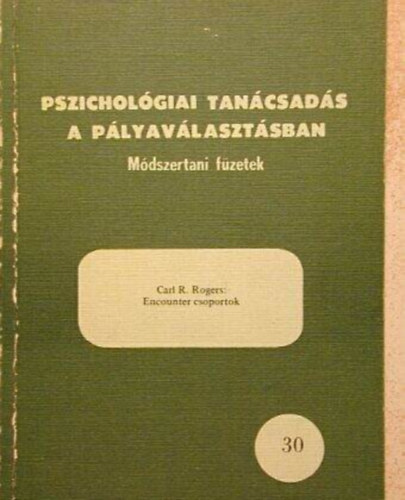 PSZICHOLÓGIAI TANÁCSADÁS
A PÁLYAVÁLASZTÁSBAN
Módszertani füzetek
Carl R. Rogers:
Encounter csoportok
30